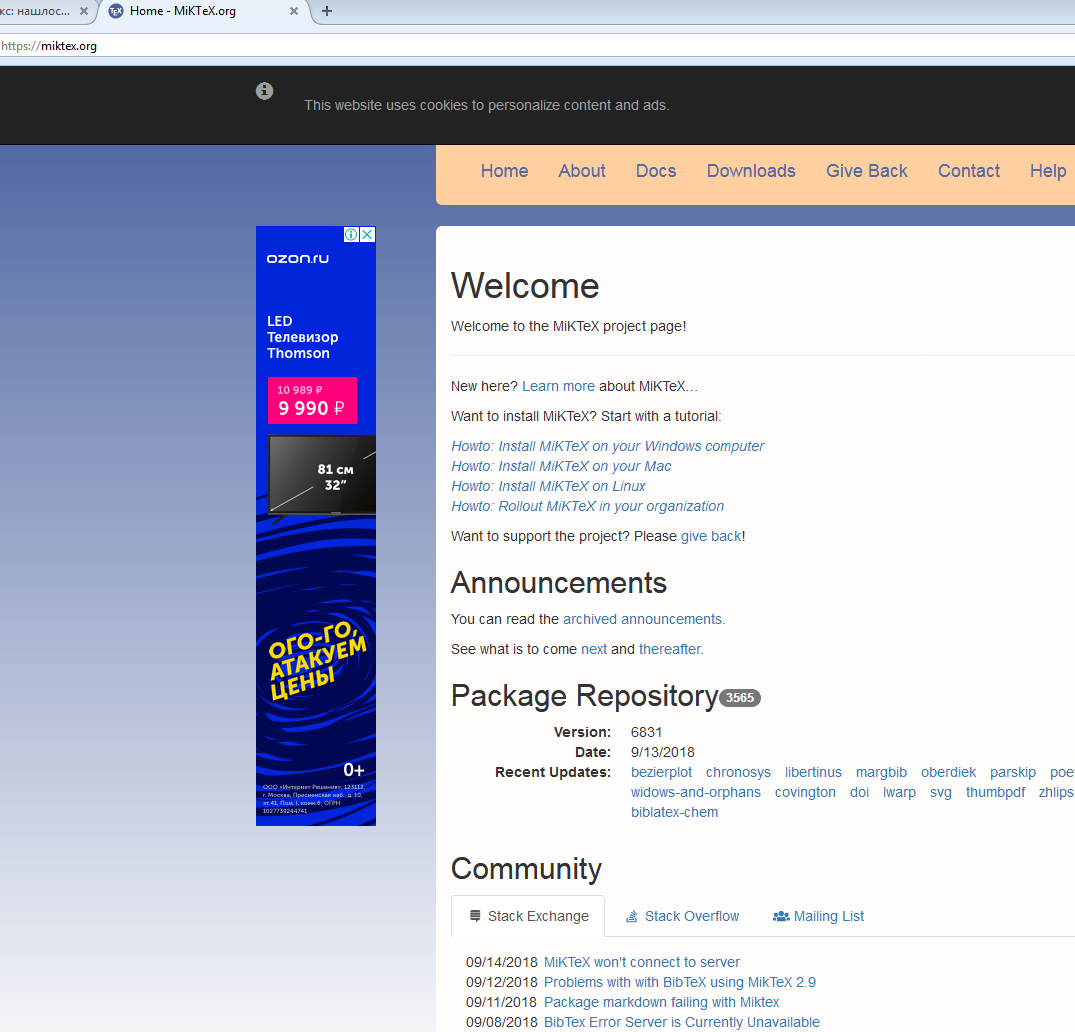 кс: нашлос...
Home - MiKTeX.org
https://miktex.org
This website uses cookies to personalize content and ads.
Home About Docs Downloads Give Back Contact Help
ozon.ru
LED
Телевизор
Thomson
10 989 ₽
9 990 ₽
81 см
32”
ОГО-ГО,
АТАКУЕМ
ЦЕНЫ
0+
ООО «Интернет Решения»; 123112,
г. Москва, Пресненская наб., д. 10,
эт.41, Пом. I, комн.6; ОГРН
1027739244741
Welcome
Welcome to the MiKTeX project page!
New here? Learn more about MiKTeX…
Want to install MiKTeX? Start with a tutorial:
Howto: Install MiKTeX on your Windows computer
Howto: Install MiKTeX on your Mac
Howto: Install MiKTeX on Linux
Howto: Rollout MiKTeX in your organization
Want to support the project? Please give back!
Announcements
You can read the archived announcements.
See what is to come next and thereafter.
Package Repository 3565
Version: 6831
Date: 9/13/2018
Recent Updates: bezierplot chronosys libertinus margbib oberdiek parskip poet
widows-and-orphans covington doi lwarp svg thumbpdf zhlips
biblatex-chem
Community
Stack Exchange Stack Overflow Mailing List
09/14/2018 MiKTeX won't connect to server
09/12/2018 Problems with with BibTeX using MikTeX 2.9
09/11/2018 Package markdown failing with Miktex
09/08/2018 BibTex Error Server is Currently Unavailable